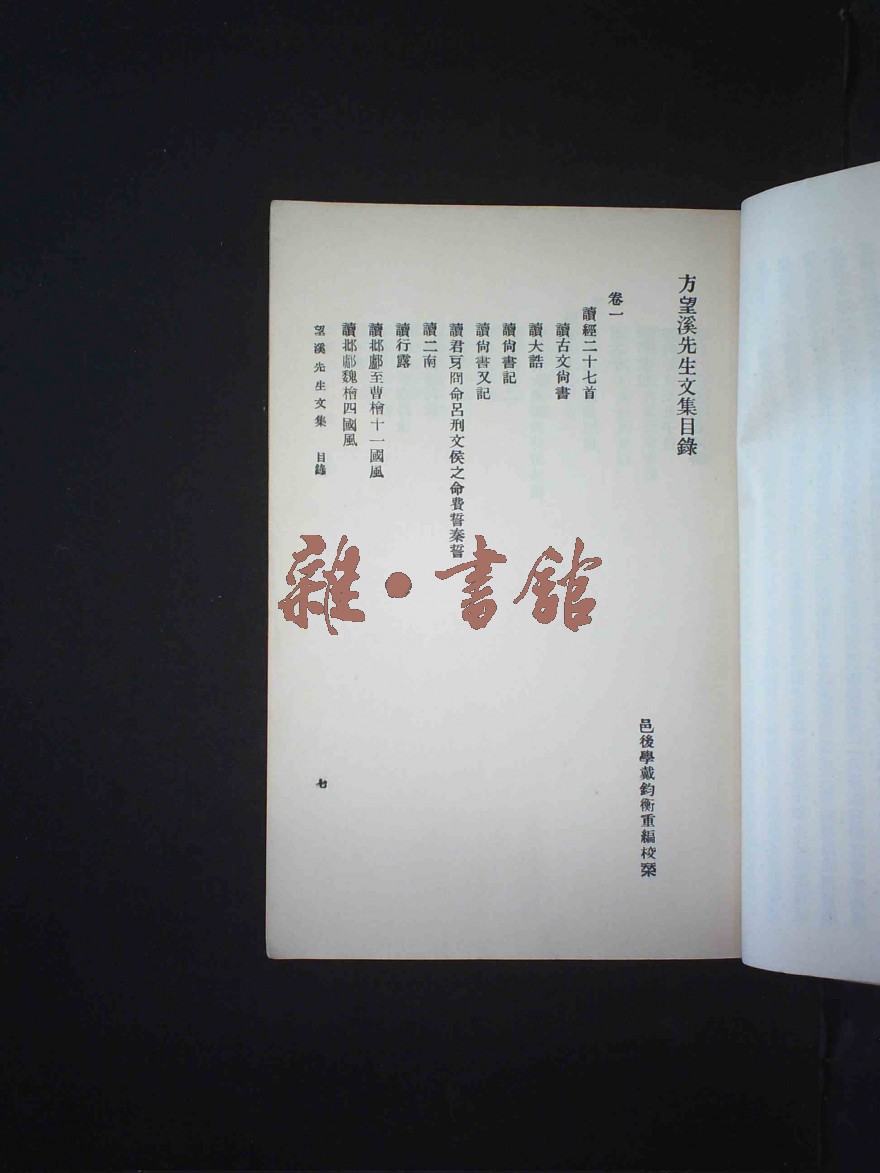 方望溪先生文集目錄
邑後學戴鈞衡重編校槧
卷一
讀經二十七首
讀古文尙書
讀大誥
讀尙書記
讀尙書又記
讀君牙冏命呂刑文侯之命費誓秦誓
讀二南
讀行露
讀邶鄘至曹檜十一國風
讀邶鄘魏檜四國風
望溪先生文集 目錄
七
雜·書館